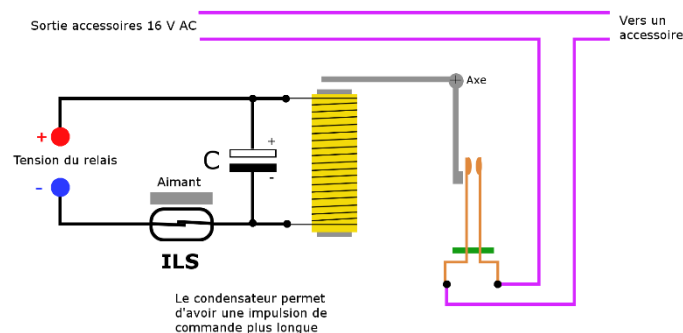 Sortie accessoires 16 V AC
Vers un
accessoire
Axe
+
Tension du relais
-
C
+
-
Aimant
ILS
Le condensateur permet
d'avoir une impulsion de
commande plus longue